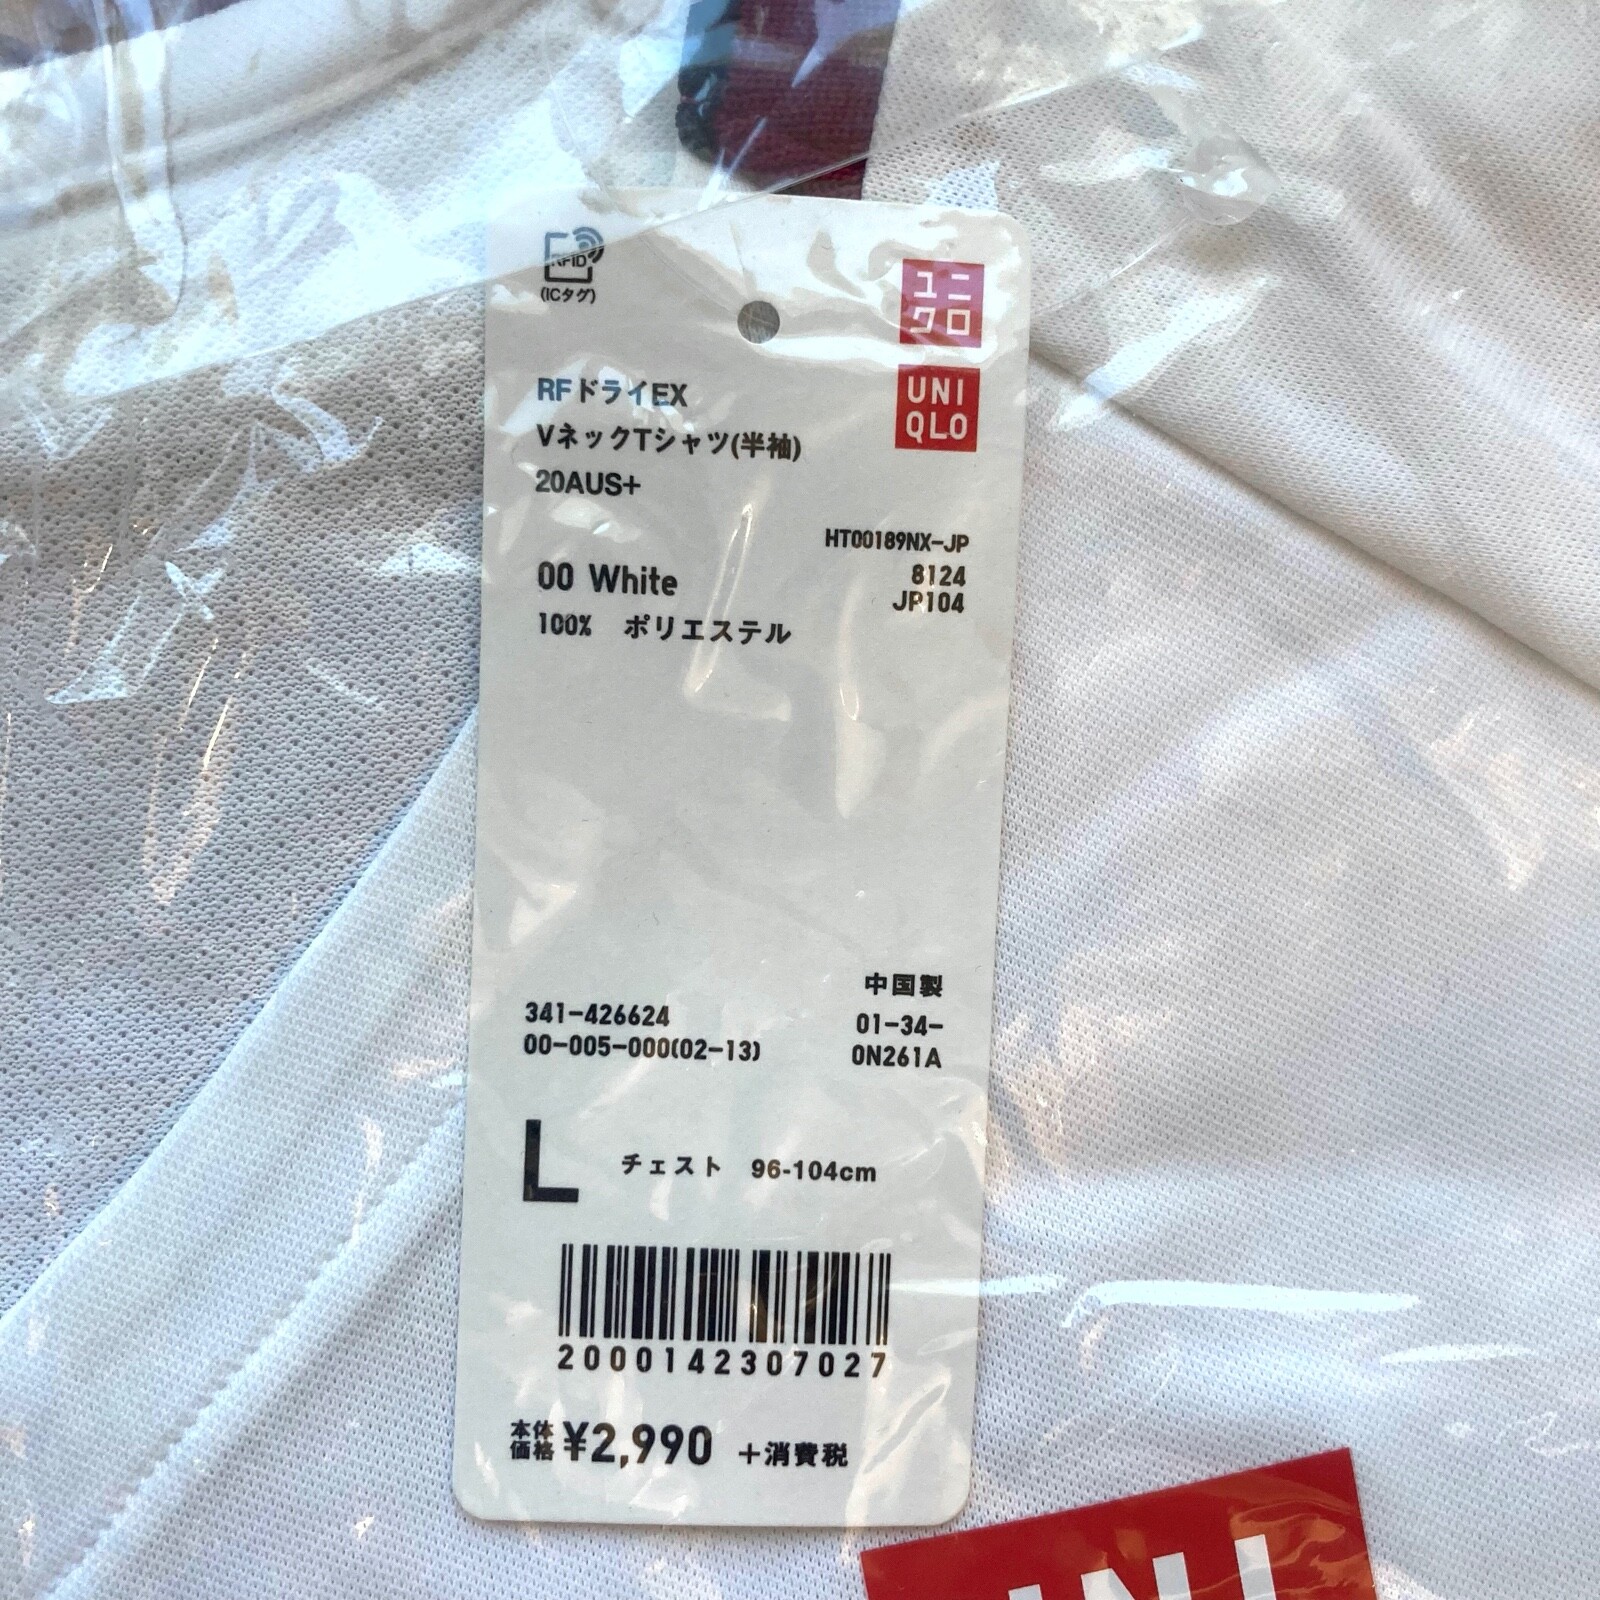 RFID
(ICタグ)
ユニ
クロ
UNI
QLO
RFドライEX
VネックTシャツ(半袖)
20AUS+
HT00189NX-JP
8124
JP104
00 White
100% ポリエステル
中国製
341-426624
01-34-
00-005-000(02-13)
0N261A
L チェスト 96-104cm
2000142307027
本体
価格 ¥2,990 +消費税
UNI